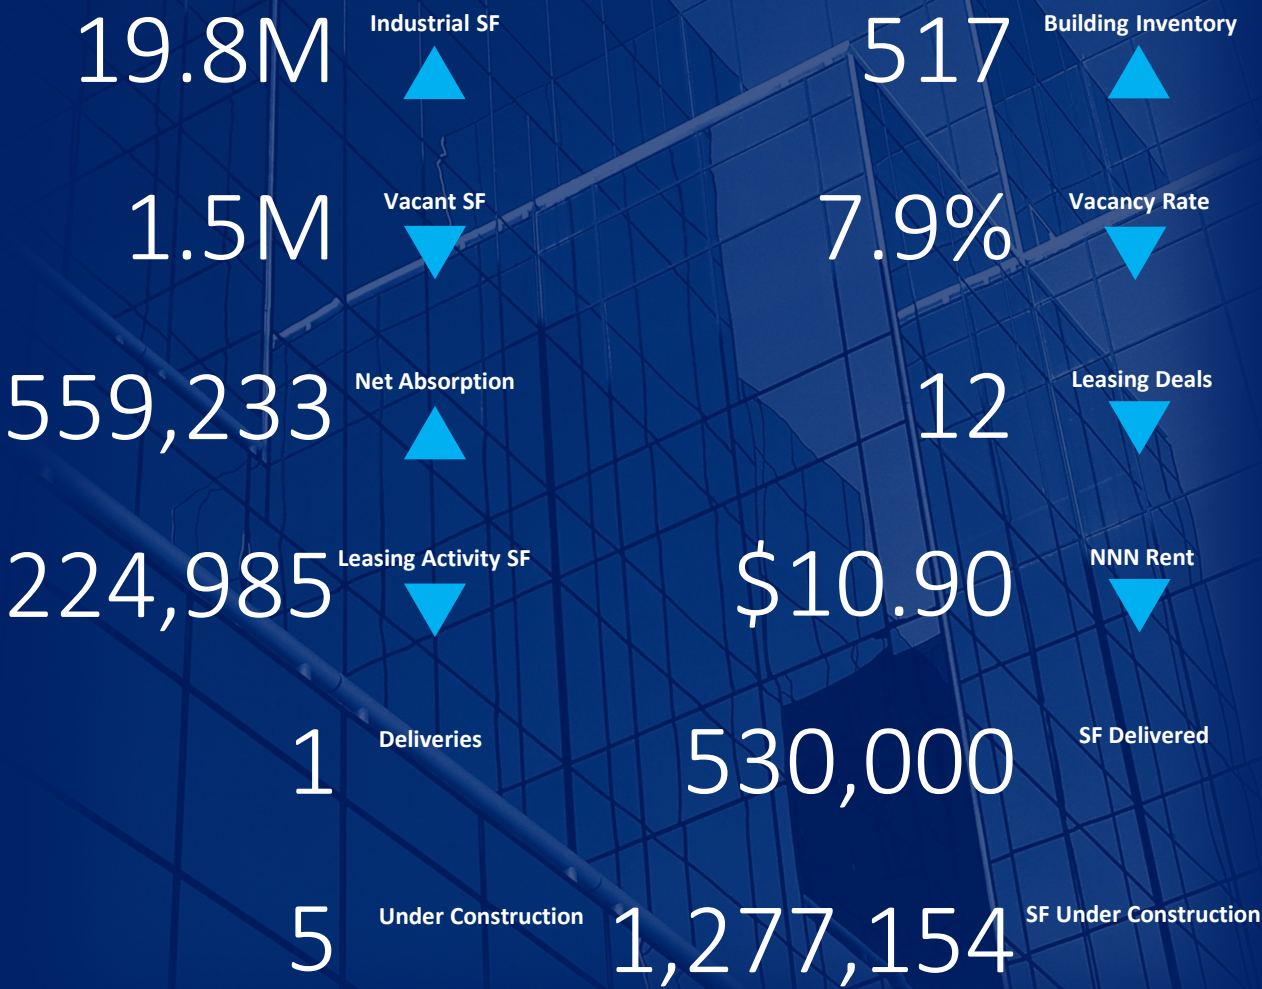 19.8M Industrial SF
517 Building Inventory
1.5M Vacant SF
7.9% Vacancy Rate
559,233 Net Absorption
12 Leasing Deals
224,985 Leasing Activity SF
$10.90 NNN Rent
1 Deliveries
530,000 SF Delivered
5 Under Construction
1,277,154 SF Under Construction